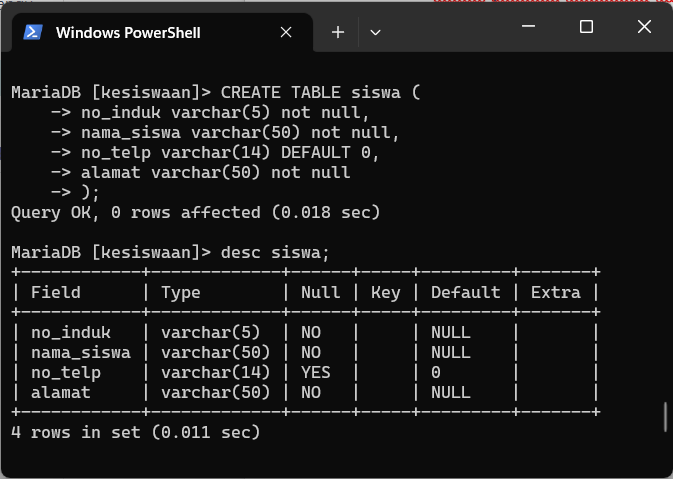 Windows PowerShell
MariaDB [kesiswaan]> CREATE TABLE siswa (
    -> no_induk varchar(5) not null,
    -> nama_siswa varchar(50) not null,
    -> no_telp varchar(14) DEFAULT 0,
    -> alamat varchar(50) not null
    -> );
Query OK, 0 rows affected (0.018 sec)
MariaDB [kesiswaan]> desc siswa;
+------------+-------------+------+-----+---------+-------+
| Field      | Type        | Null | Key | Default | Extra |
+------------+-------------+------+-----+---------+-------+
| no_induk   | varchar(5)  | NO   |     | NULL    |       |
| nama_siswa | varchar(50) | NO   |     | NULL    |       |
| no_telp    | varchar(14) | YES  |     | 0       |       |
| alamat     | varchar(50) | NO   |     | NULL    |       |
+------------+-------------+------+-----+---------+-------+
4 rows in set (0.011 sec)